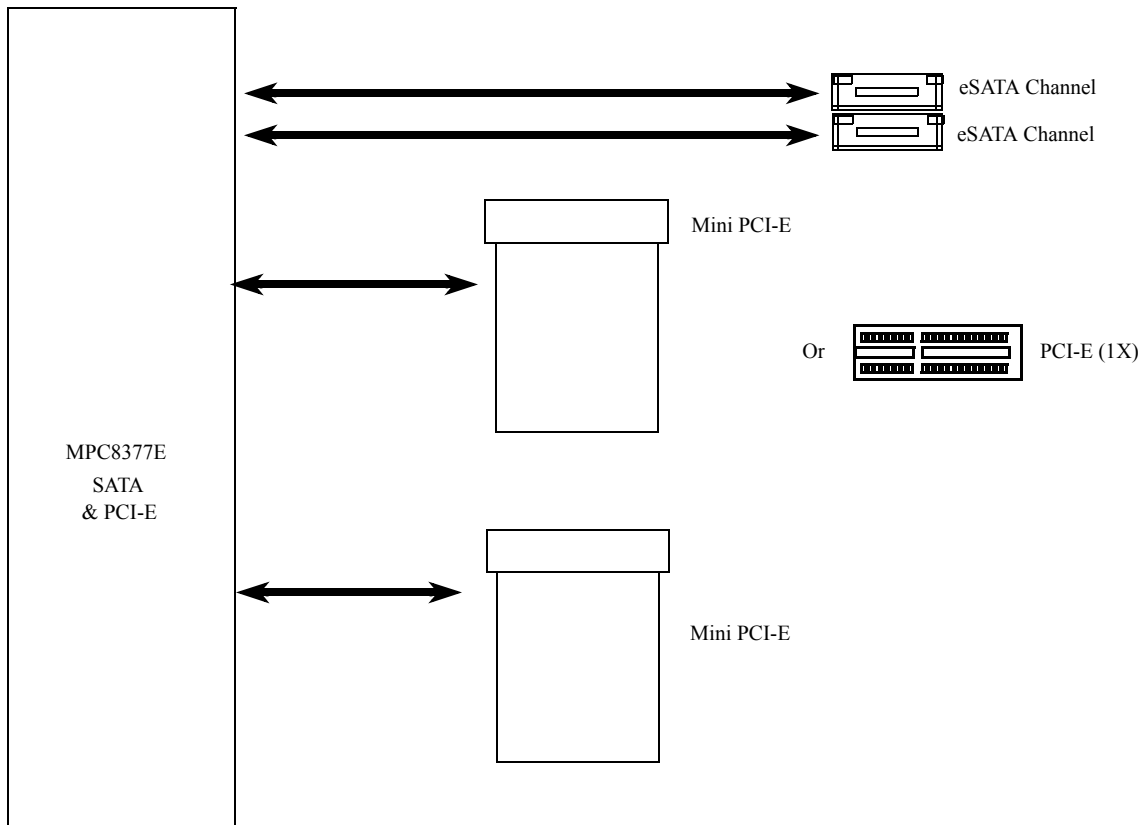 eSATA Channel
eSATA Channel
Mini PCI-E
Or
PCI-E (1X)
MPC8377E
SATA
& PCI-E
Mini PCI-E